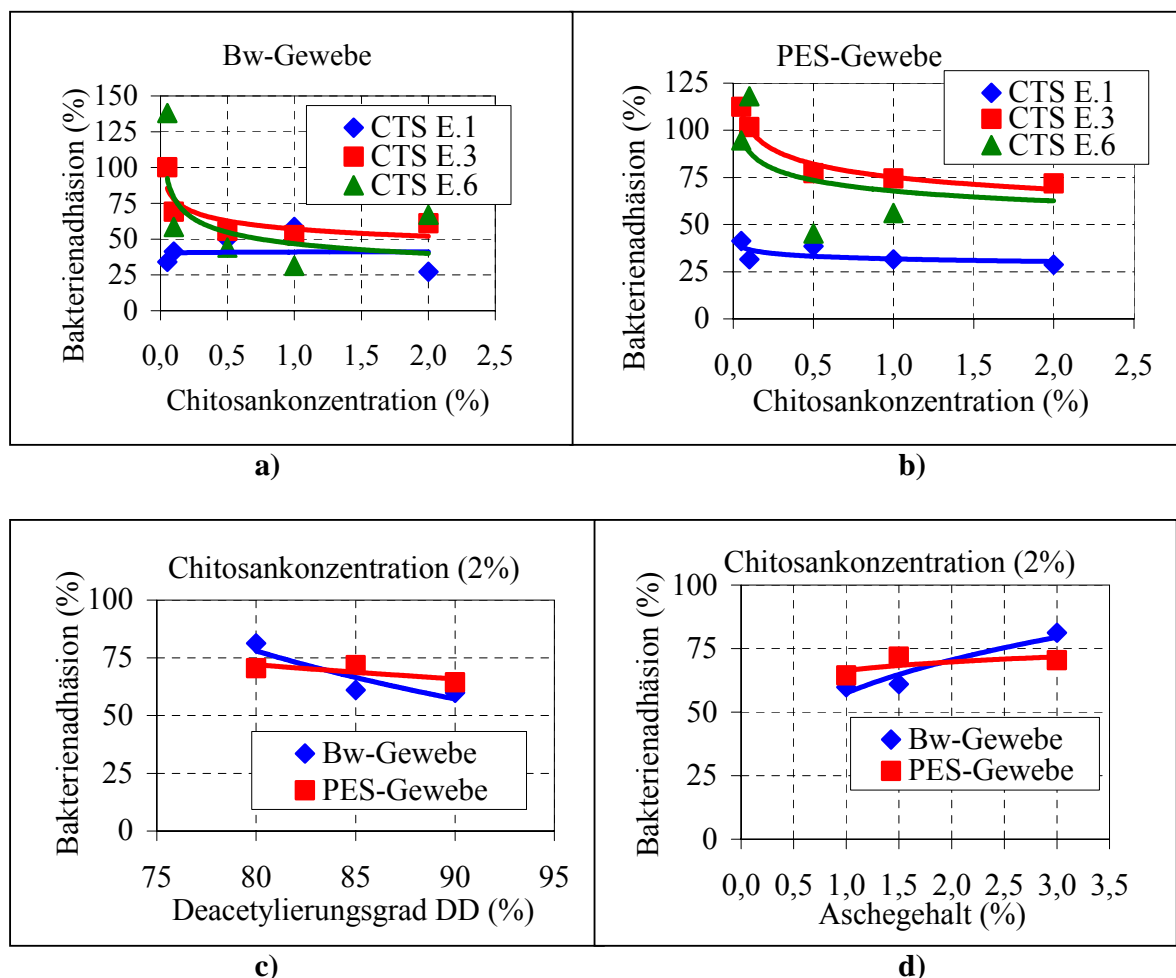 Bw-Gewebe
Bakterienadhäsion (%)
150
125
100
75
50
25
0
CTS E.1
CTS E.3
CTS E.6
0,0 0,5 1,0 1,5 2,0 2,5
Chitosankonzentration (%)
a)
PES-Gewebe
Bakterienadhäsion (%)
125
100
75
50
25
0
CTS E.1
CTS E.3
CTS E.6
0,0 0,5 1,0 1,5 2,0 2,5
Chitosankonzentration (%)
b)
Chitosankonzentration (2%)
Bakterienadhäsion (%)
100
75
50
25
0
Bw-Gewebe
PES-Gewebe
75 80 85 90 95
Deacetylierungsgrad DD (%)
c)
Chitosankonzentration (2%)
Bakterienadhäsion (%)
100
75
50
25
0
Bw-Gewebe
PES-Gewebe
0,0 0,5 1,0 1,5 2,0 2,5 3,0 3,5
Aschegehalt (%)
d)